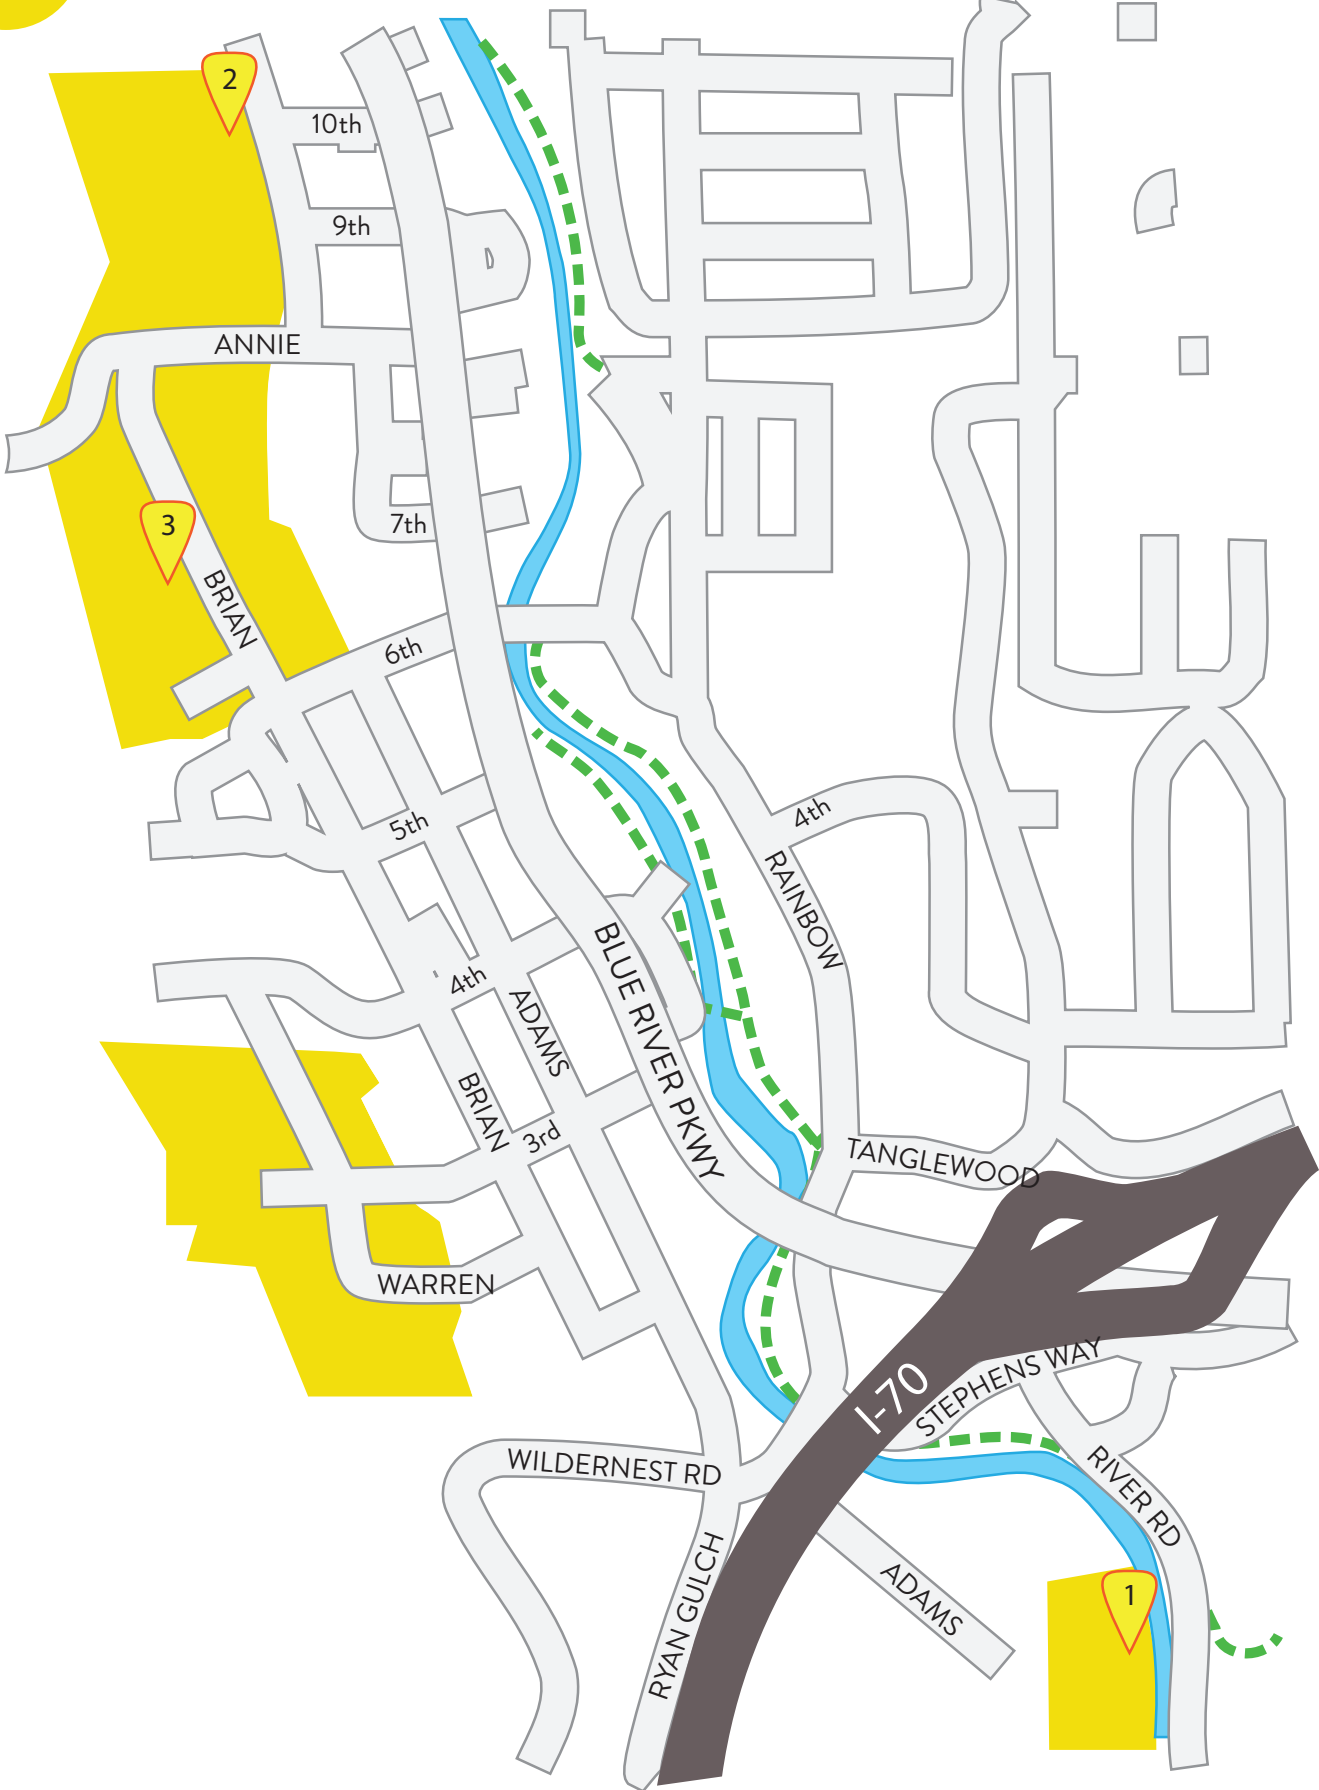 2
10th
9th
ANNIE
7th
3
BRIAN
6th
4th
5th
RAINBOW
BLUE RIVER PKWY
4th
ADAMS
BRIAN
3rd
TANGLEWOOD
WARREN
STEPHENS WAY
I-70
WILDERNEST RD
RIVER RD
RYAN GULCH
ADAMS
1